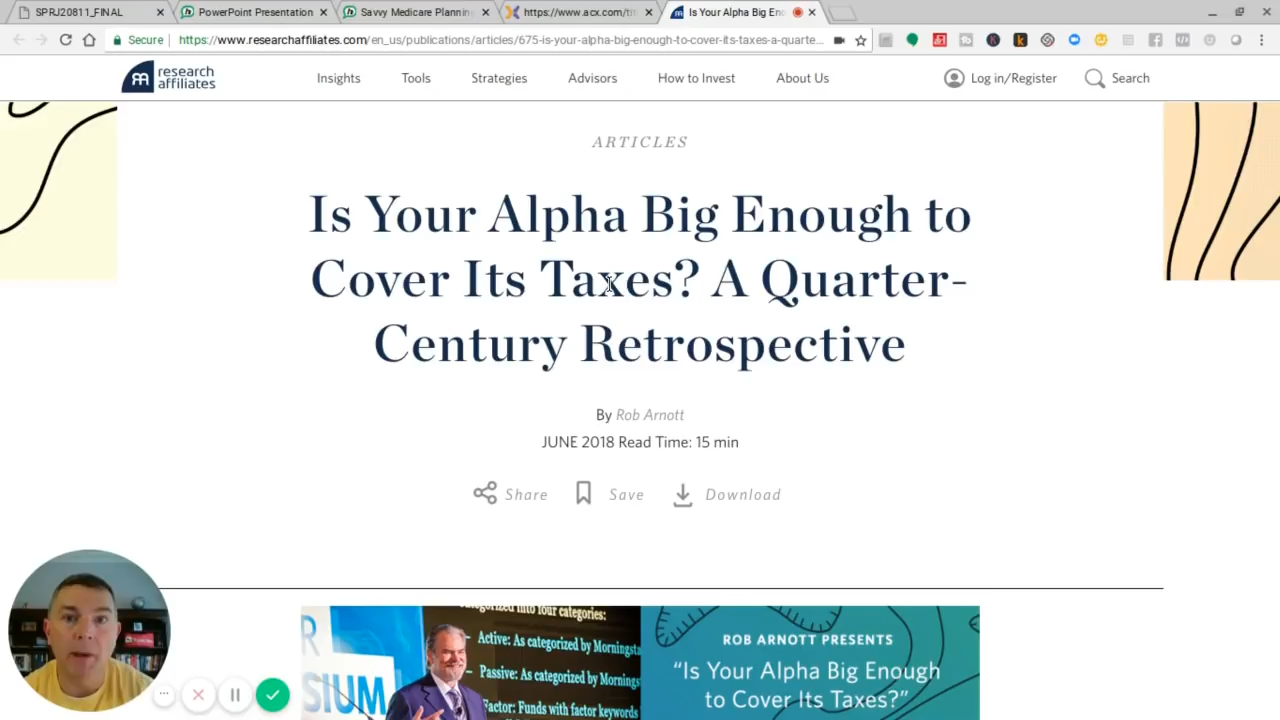 SPRJ20811_FINAL
PowerPoint Presentation
Savvy Medicare Plannin
https://www.acx.com/
Is Your Alpha Big En
Secure
https://www.researchaffiliates.com/en_us/publications/articles/675-is-your-alpha-big-enough-to-cover-its-taxes-a-quarte...
research
affiliates
Insights
Tools
Strategies
Advisors
How to Invest
About Us
Log in/Register
Search
ARTICLES
Is Your Alpha Big Enough to
Cover Its Taxes? A Quarter-
Century Retrospective
By Rob Arnott
JUNE 2018 Read Time: 15 min
Share
Save
Download
SIUM
categorized into four categories:
Active: As categorized by Morningsta
Passive: As categorized by Mornings
Factor: Funds with factor keywords
ROB ARNOTT PRESENTS
“Is Your Alpha Big Enough
to Cover Its Taxes?”